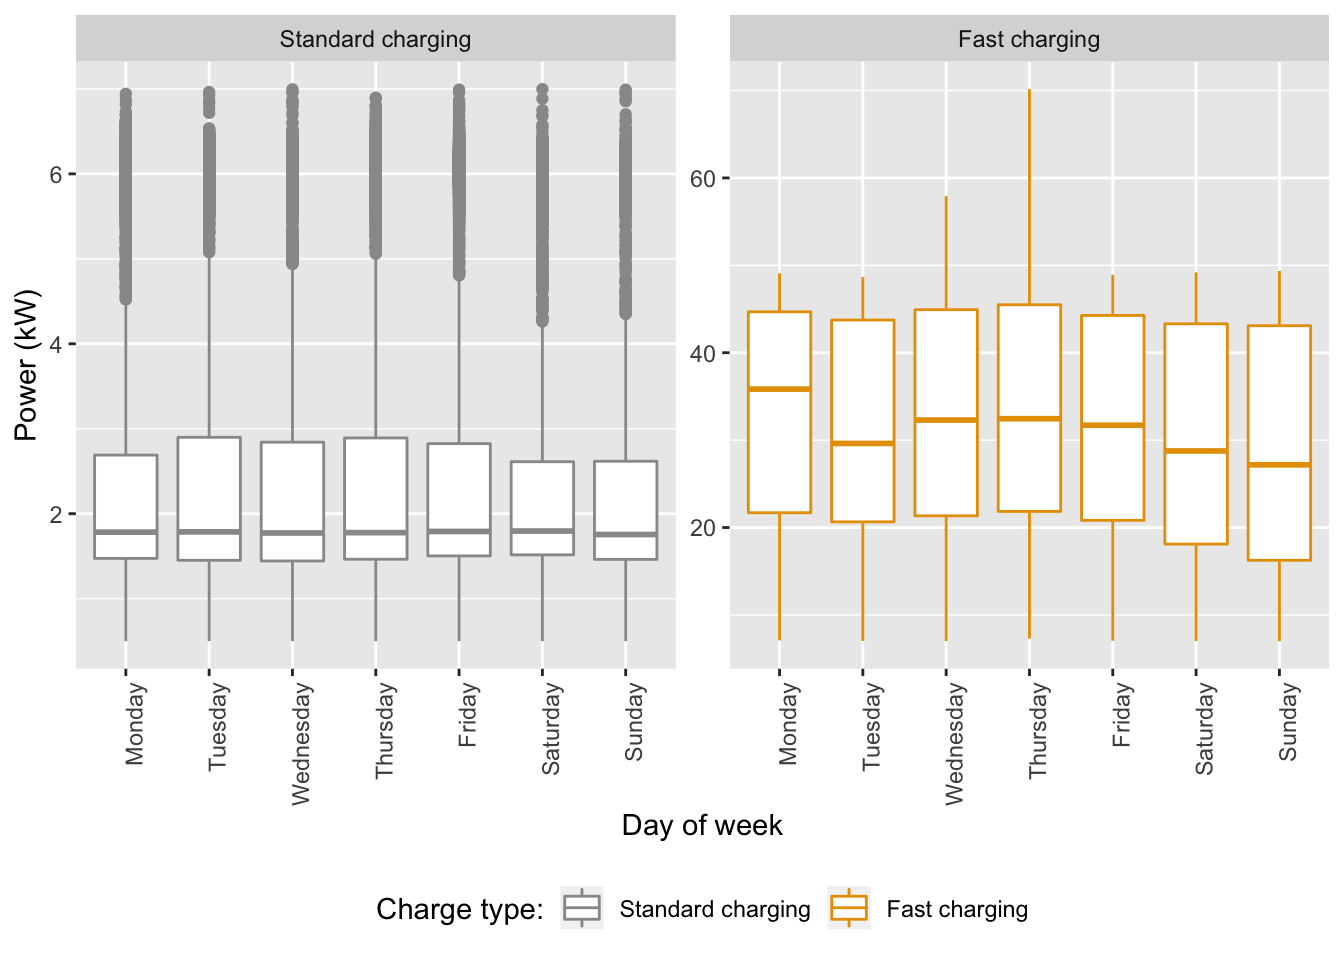 Standard charging
Fast charging
Power (kW)
6
4
2
60
40
20
Monday
Tuesday
Wednesday
Thursday
Friday
Saturday
Sunday
Monday
Tuesday
Wednesday
Thursday
Friday
Saturday
Sunday
Day of week
Charge type: Standard charging Fast charging